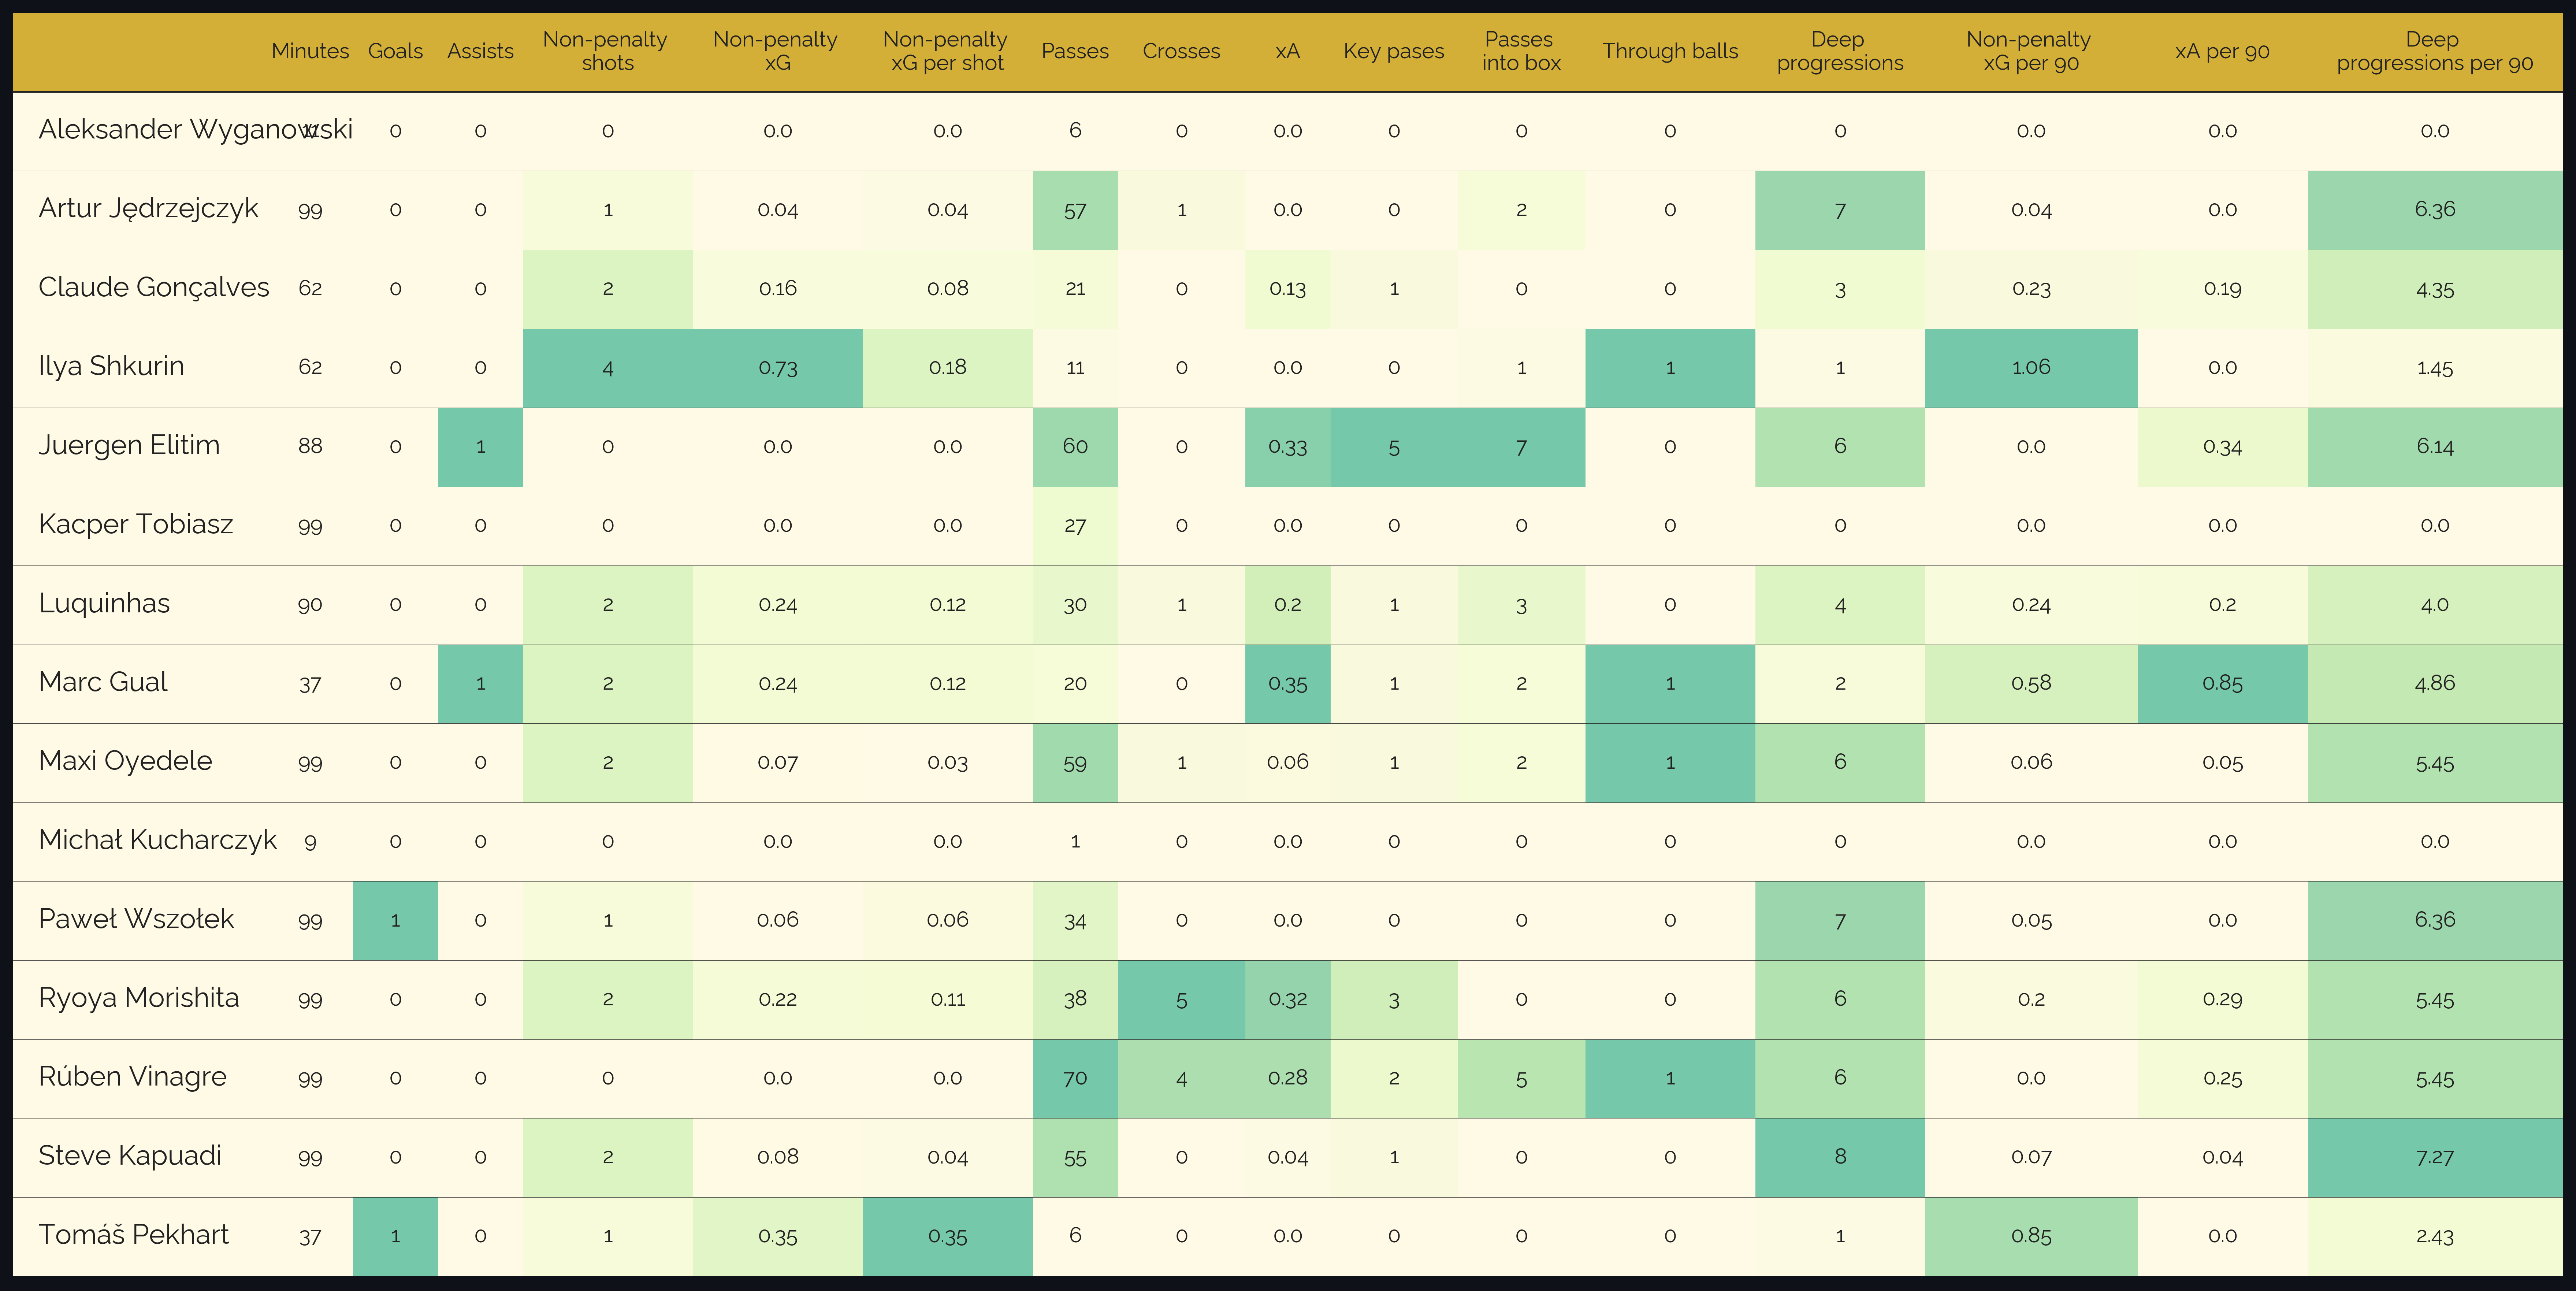 Minutes Goals Assists Non-penalty shots Non-penalty xG Non-penalty xG per shot Passes Crosses xA Key pases Passes into box Through balls Deep progressions Non-penalty xG per 90 xA per 90 Deep progressions per 90
Aleksander Wyganowski 11 0 0 0 0.0 0.0 6 0 0.0 0 0 0 0 0.0 0.0 0.0
Artur Jędrzejczyk 99 0 0 1 0.04 0.04 57 1 0.0 0 2 0 7 0.04 0.0 6.36
Claude Gonçalves 62 0 0 2 0.16 0.08 21 0 0.13 1 0 0 3 0.23 0.19 4.35
Ilya Shkurin 62 0 0 4 0.73 0.18 11 0 0.0 0 1 1 1 1.06 0.0 1.45
Juergen Elitim 88 0 1 0 0.0 0.0 60 0 0.33 5 7 0 6 0.0 0.34 6.14
Kacper Tobiasz 99 0 0 0 0.0 0.0 27 0 0.0 0 0 0 0 0.0 0.0 0.0
Luquinhas 90 0 0 2 0.24 0.12 30 1 0.2 1 3 0 4 0.24 0.2 4.0
Marc Gual 37 0 1 2 0.24 0.12 20 0 0.35 1 2 1 2 0.58 0.85 4.86
Maxi Oyedele 99 0 0 2 0.07 0.03 59 1 0.06 1 2 1 6 0.06 0.05 5.45
Michał Kucharczyk 9 0 0 0 0.0 0.0 1 0 0.0 0 0 0 0 0.0 0.0 0.0
Paweł Wszołek 99 1 0 1 0.06 0.06 34 0 0.0 0 0 0 7 0.05 0.0 6.36
Ryoya Morishita 99 0 0 2 0.22 0.11 38 5 0.32 3 0 0 6 0.2 0.29 5.45
Rúben Vinagre 99 0 0 0 0.0 0.0 70 4 0.28 2 5 1 6 0.0 0.25 5.45
Steve Kapuadi 99 0 0 2 0.08 0.04 55 0 0.04 1 0 0 8 0.07 0.04 7.27
Tomáš Pekhart 37 1 0 1 0.35 0.35 6 0 0.0 0 0 0 1 0.85 0.0 2.43